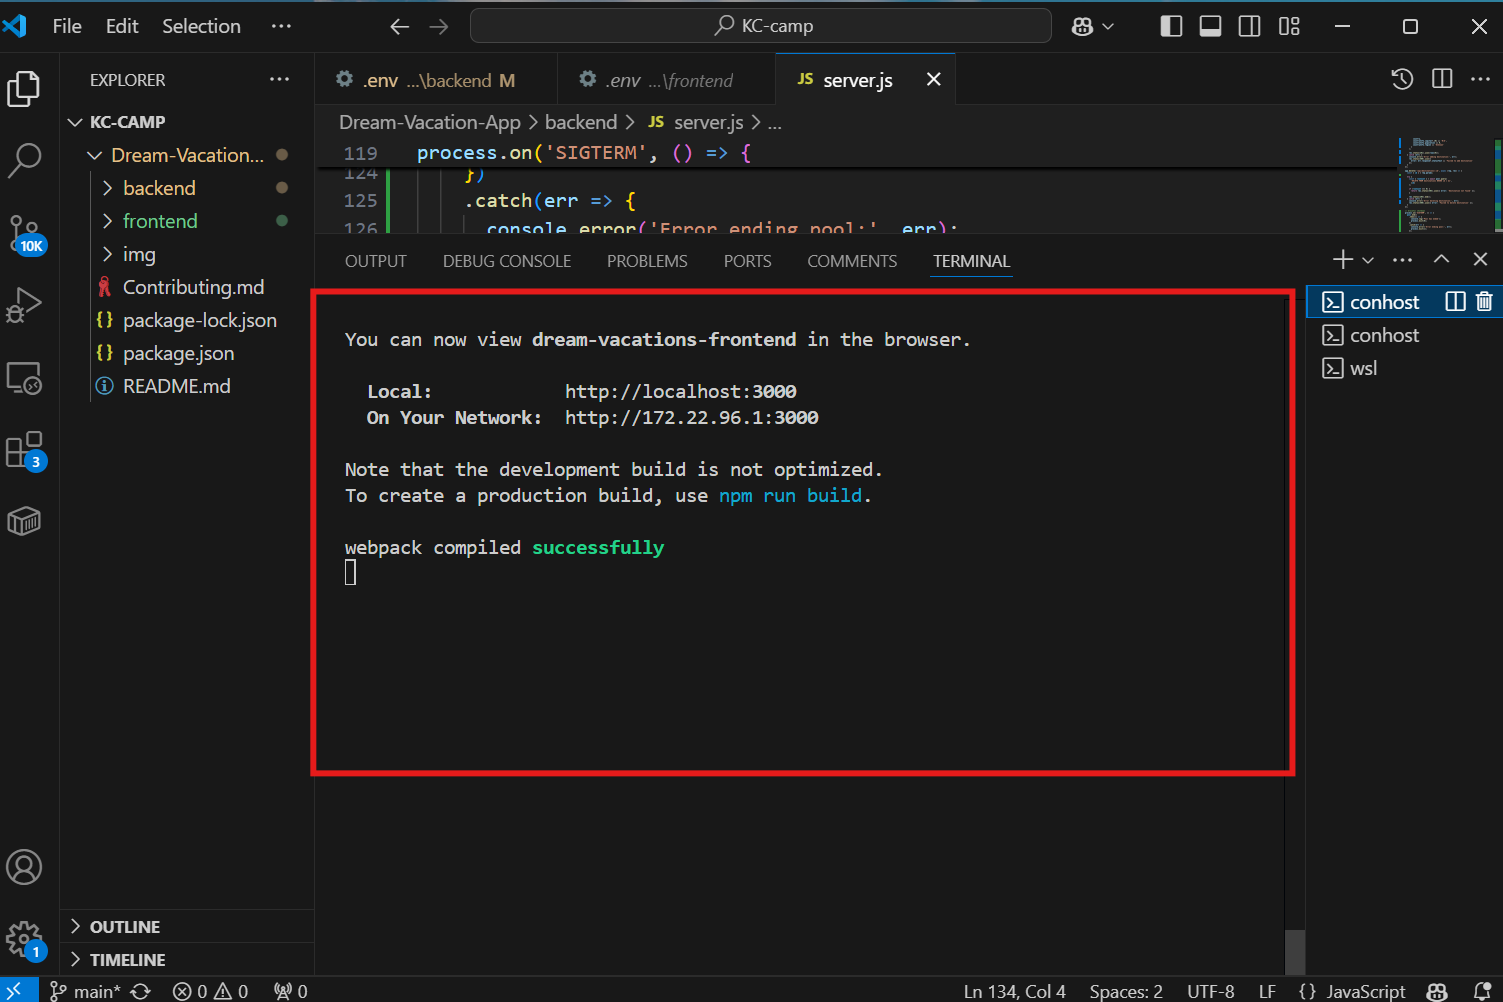 File Edit Selection ··· KC-camp
EXPLORER ···
KC-CAMP
Dream-Vacation...
backend
frontend
img
Contributing.md
package-lock.json
package.json
README.md
OUTLINE
TIMELINE
10K
3
1
.env ...\backend M
.env ...\frontend
JS server.js
Dream-Vacation-App > backend > JS server.js > ...
119 process.on('SIGTERM', () => {
124 })
125 .catch(err => {
126 console.error('Error ending pool:', err);
OUTPUT DEBUG CONSOLE PROBLEMS PORTS COMMENTS TERMINAL
You can now view dream-vacations-frontend in the browser.
Local: http://localhost:3000
On Your Network: http://172.22.96.1:3000
Note that the development build is not optimized.
To create a production build, use npm run build.
webpack compiled successfully
conhost
conhost
wsl
main* 0 0 0 Ln 134, Col 4 Spaces: 2 UTF-8 LF {} JavaScript